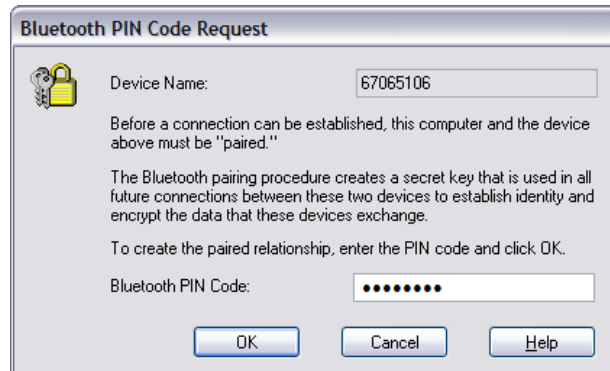 Bluetooth PIN Code Request
Device Name: 67065106
Before a connection can be established, this computer and the device
above must be "paired."
The Bluetooth pairing procedure creates a secret key that is used in all
future connections between these two devices to establish identity and
encrypt the data that these devices exchange.
To create the paired relationship, enter the PIN code and click OK.
Bluetooth PIN Code: ••••••••
OK Cancel Help